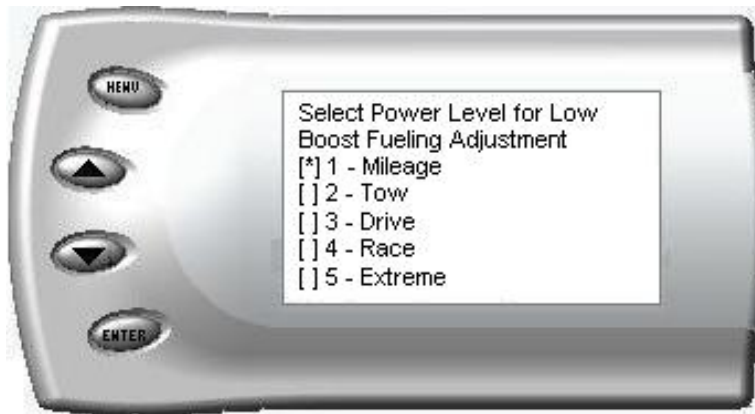 MENU
Select Power Level for Low
Boost Fueling Adjustment
[*] 1 - Mileage
[ ] 2 - Tow
[ ] 3 - Drive
[ ] 4 - Race
[ ] 5 - Extreme
ENTER